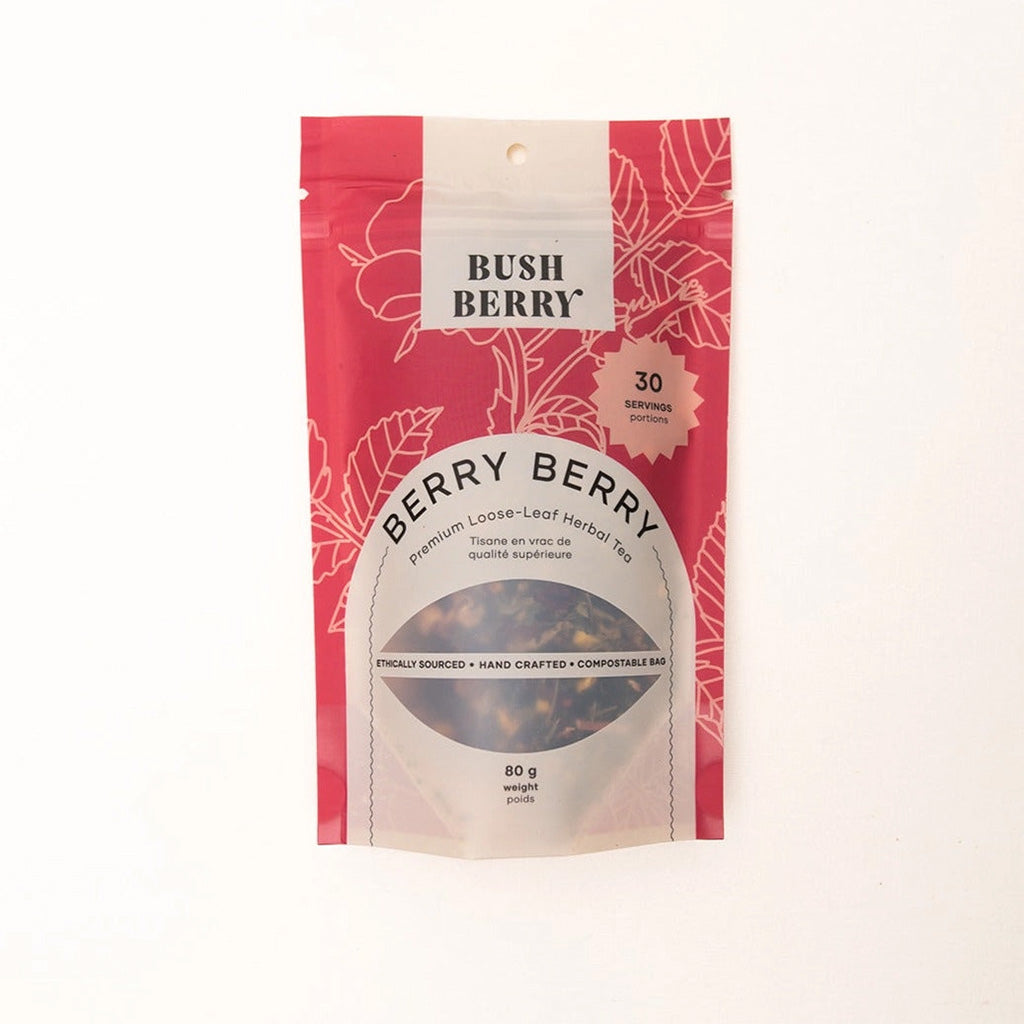 BUSH
BERRY
30
SERVINGS
portions
BERRY BERRY
Premium Loose-Leaf Herbal Tea
Tisane en vrac de
qualité supérieure
ETHICALLY SOURCED • HAND CRAFTED • COMPOSTABLE BAG
80 g
weight
poids